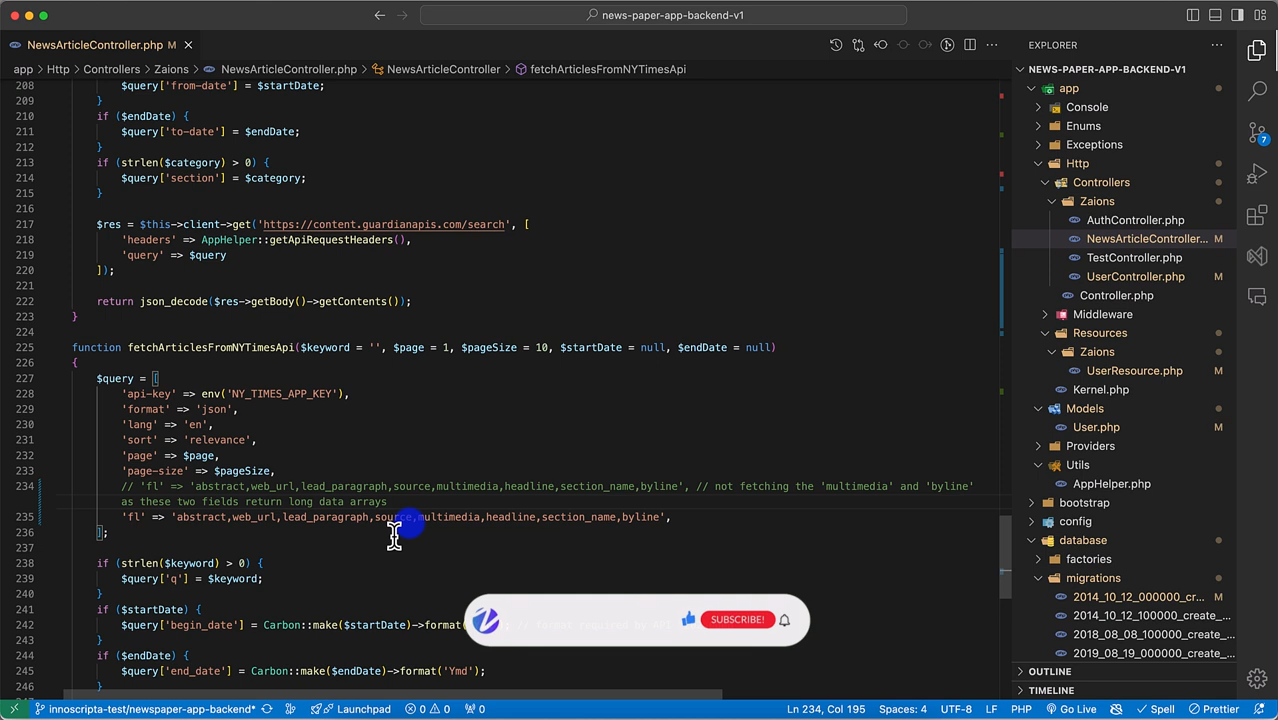 news-paper-app-backend-v1
NewsArticleController.php M
app > Http > Controllers > Zaions > NewsArticleController.php > NewsArticleController > fetchArticlesFromNYTimesApi
208 $query['from-date'] = $startDate;
209 }
210 if ($endDate) {
211 $query['to-date'] = $endDate;
212 }
213 if (strlen($category) > 0) {
214 $query['section'] = $category;
215 }
216
217 $res = $this->client->get('https://content.guardianapis.com/search', [
218 'headers' => AppHelper::getApiRequestHeaders(),
219 'query' => $query
220 ]);
221
222 return json_decode($res->getBody()->getContents());
223 }
224
225 function fetchArticlesFromNYTimesApi($keyword = '', $page = 1, $pageSize = 10, $startDate = null, $endDate = null)
226 {
227 $query = [
228 'api-key' => env('NY_TIMES_APP_KEY'),
229 'format' => 'json',
230 'lang' => 'en',
231 'sort' => 'relevance',
232 'page' => $page,
233 'page-size' => $pageSize,
234 // 'fl' => 'abstract,web_url,lead_paragraph,source,multimedia,headline,section_name,byline', // not fetching the 'multimedia' and 'byline'
as these two fields return long data arrays
235 'fl' => 'abstract,web_url,lead_paragraph,source,multimedia,headline,section_name,byline',
236 ];
237
238 if (strlen($keyword) > 0) {
239 $query['q'] = $keyword;
240 }
241 if ($startDate) {
242 $query['begin_date'] = Carbon::make($startDate)->format(
243 }
244 if ($endDate) {
245 $query['end_date'] = Carbon::make($endDate)->format('Ymd');
246 }
SUBSCRIBE!
EXPLORER
NEWS-PAPER-APP-BACKEND-V1
app
Console
Enums
Exceptions
Http
Controllers
Zaions
AuthController.php
NewsArticleController... M
TestController.php
UserController.php M
Controller.php
Middleware
Resources
Zaions
UserResource.php M
Kernel.php
Models
User.php M
Providers
Utils
AppHelper.php
bootstrap
config
database
factories
migrations
2014_10_12_000000_cr... M
2014_10_12_100000_create_...
2018_08_08_100000_create_...
2019_08_19_000000_create_...
OUTLINE
TIMELINE
7
innoscripta-test/newspaper-app-backend* Launchpad 0 0 0 Ln 234, Col 195 Spaces: 4 UTF-8 LF PHP Go Live Spell Prettier